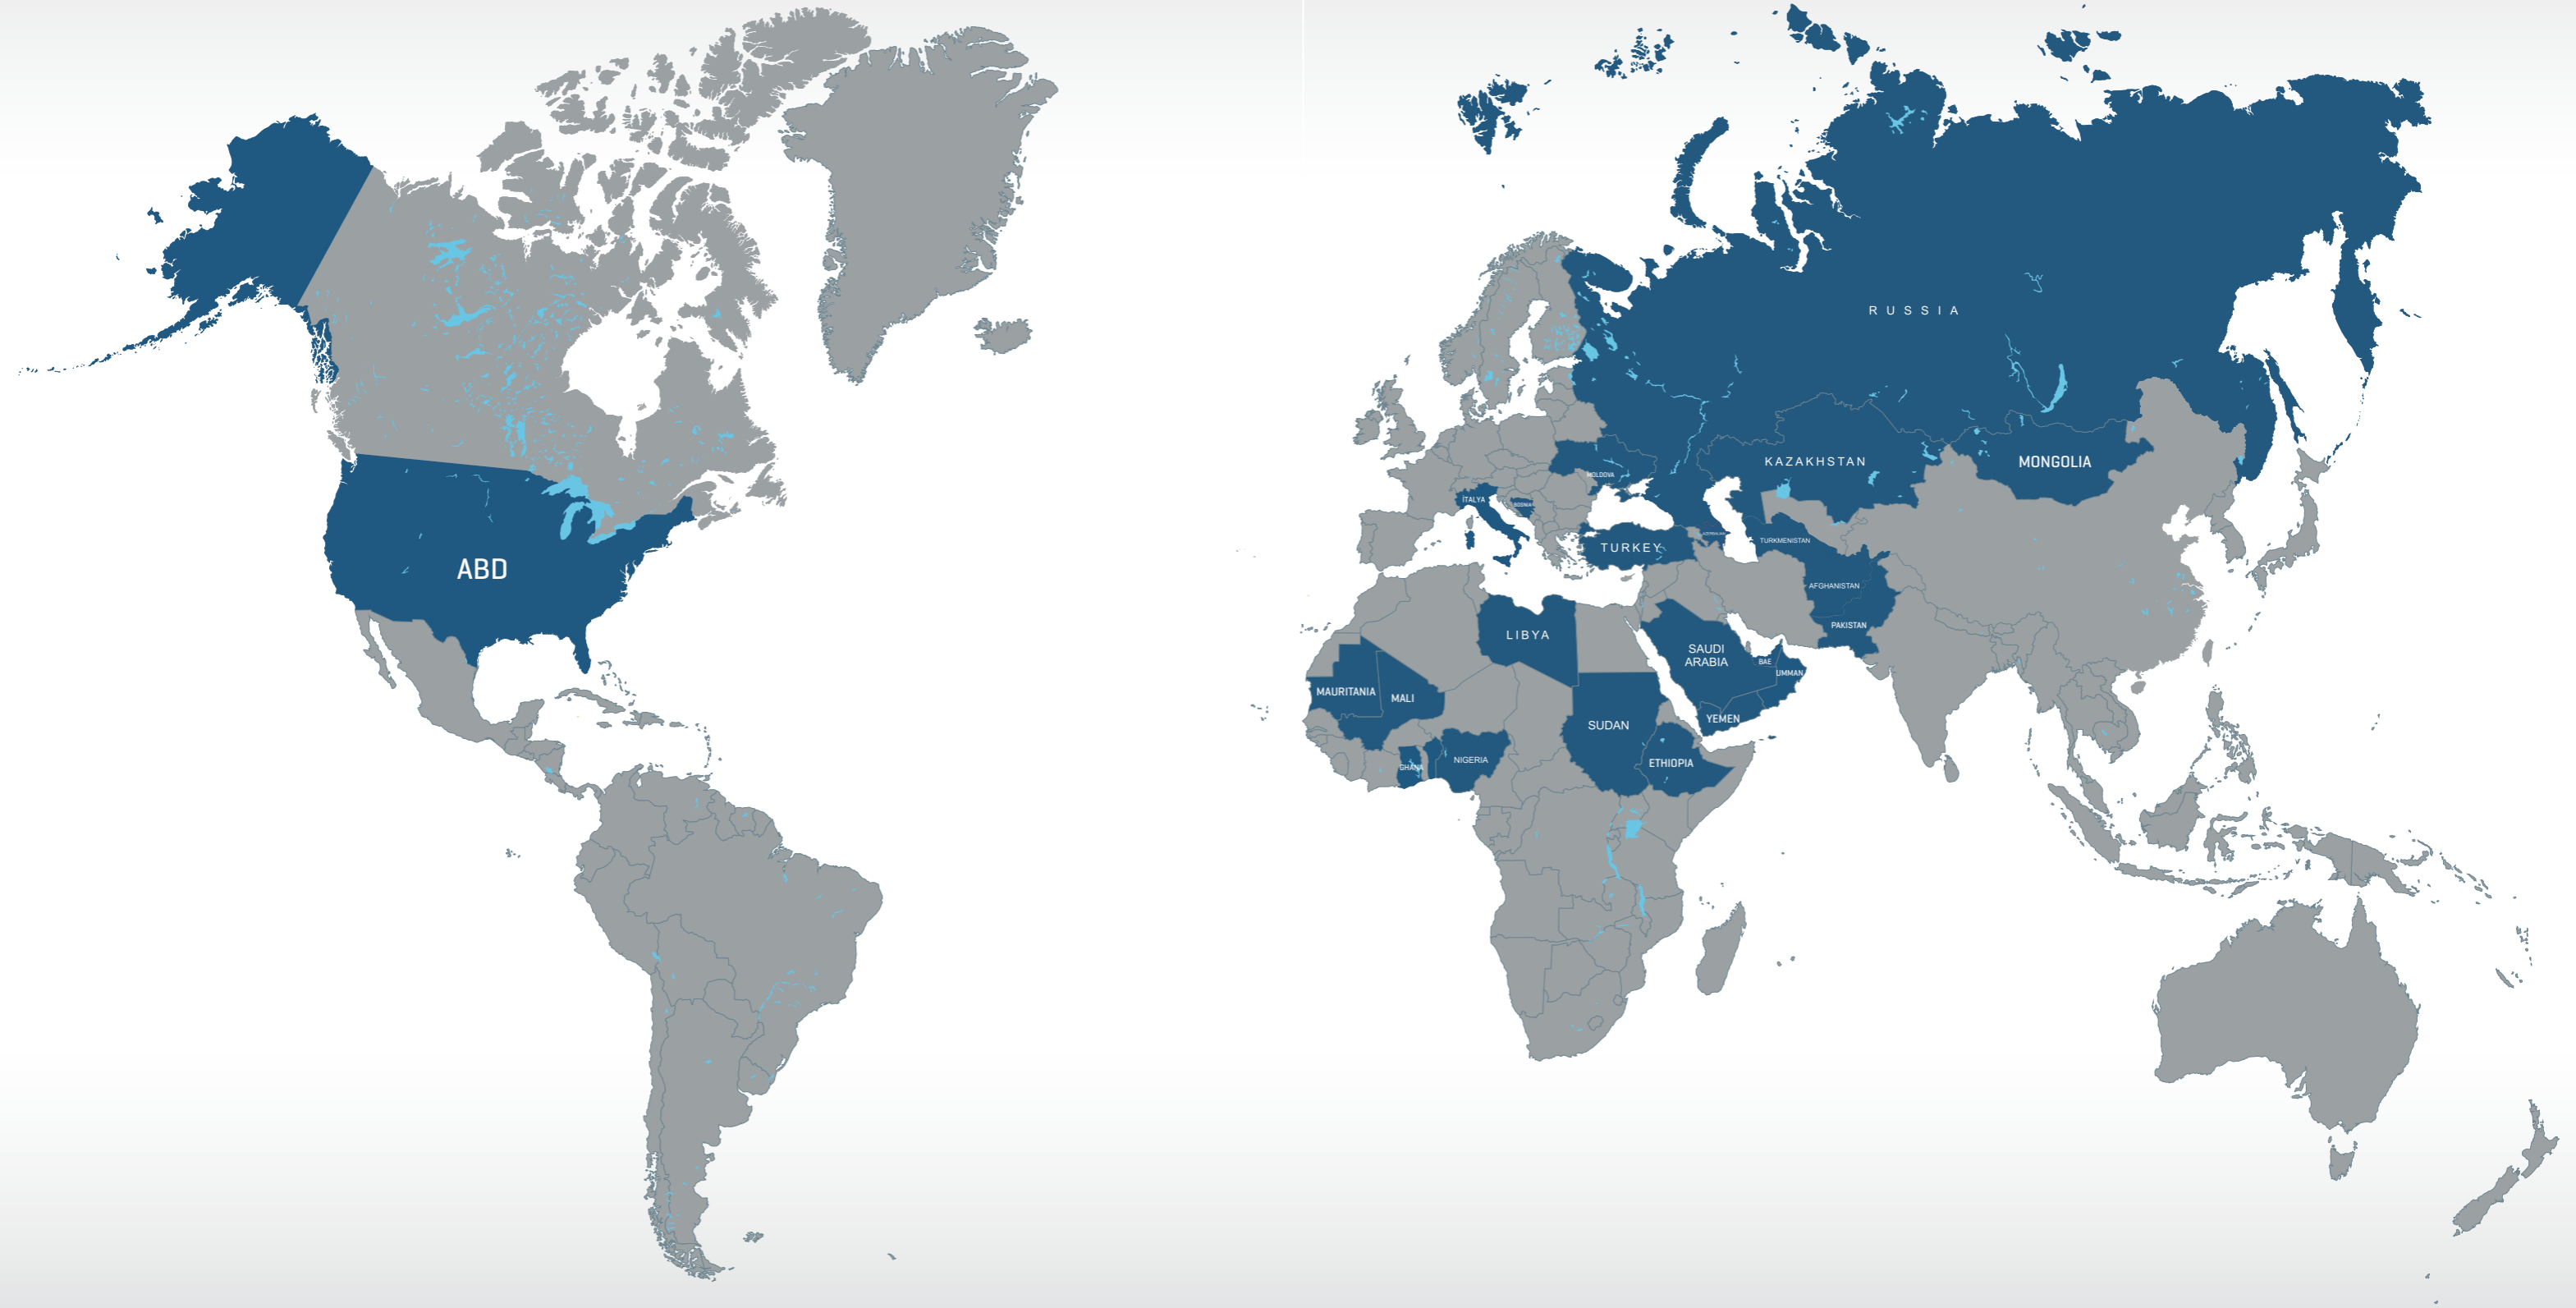 RUSSIA
KAZAKHSTAN
MONGOLIA
MOLDOVA
İTALYA
TURKEY
TURKMENISTAN
ABD
AFGHANISTAN
PAKISTAN
LIBYA
SAUDI
ARABIA
BAE
UMMAN
MAURITANIA
MALI
YEMEN
SUDAN
NIGERIA
ETHIOPIA
GHANA